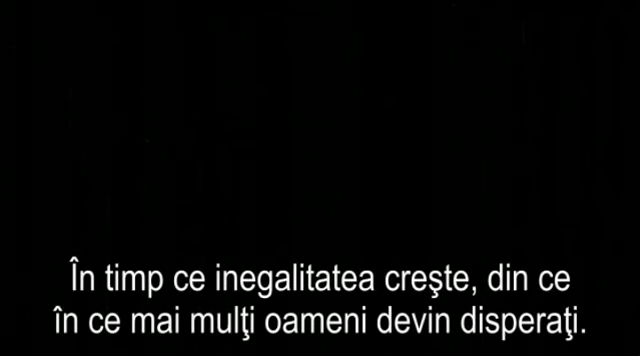 În timp ce inegalitatea creşte, din ce
în ce mai mulţi oameni devin disperaţi.